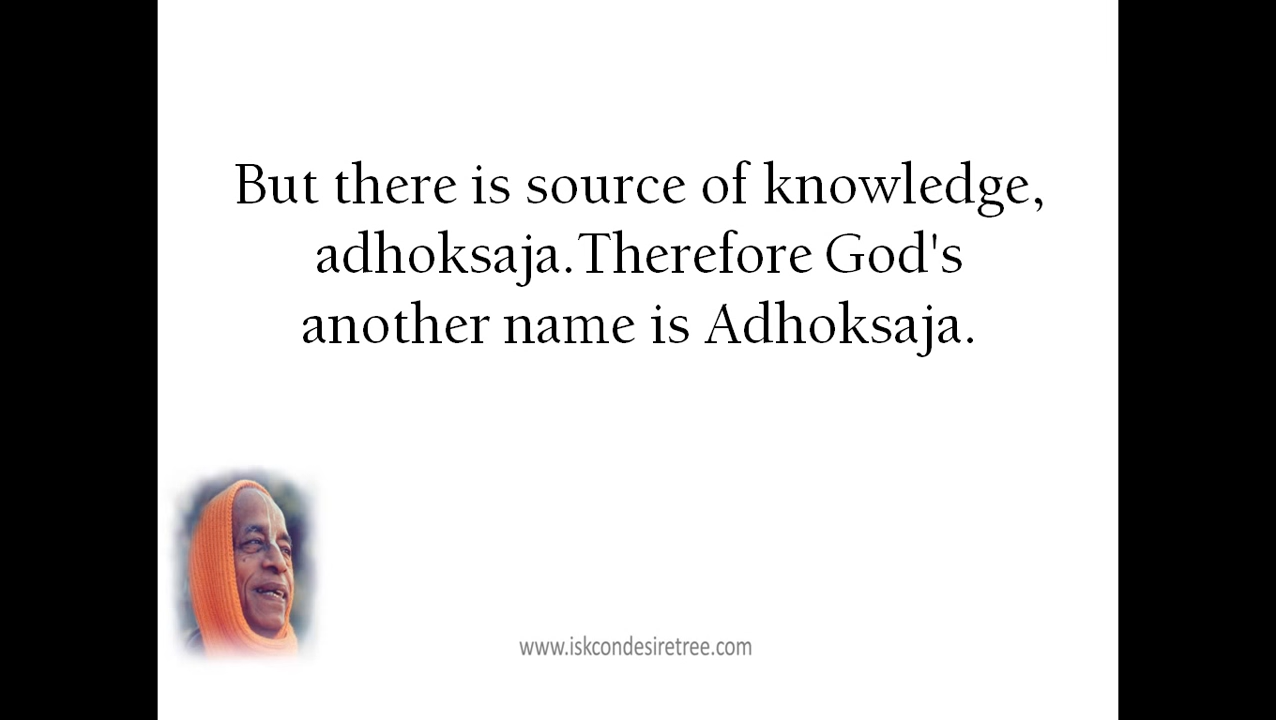 But there is source of knowledge,
adhoksaja.Therefore God's
another name is Adhoksaja.
www.iskcondesiretree.com